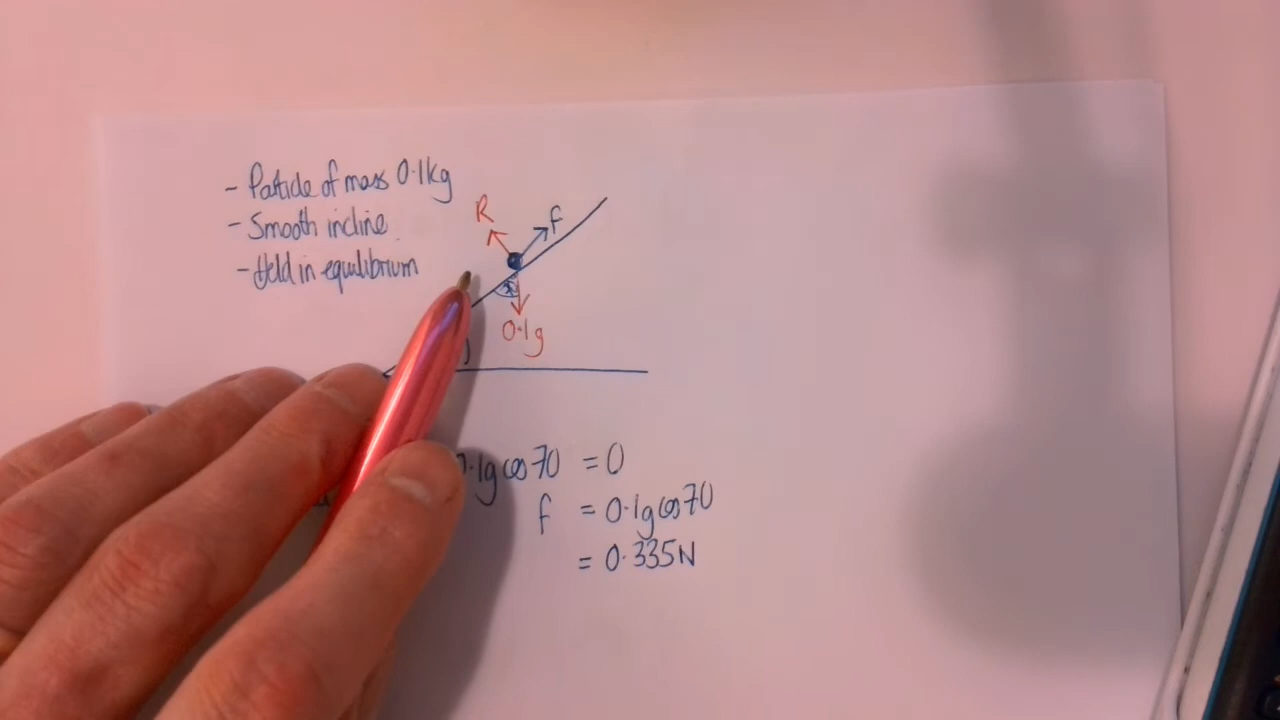 - Particle of mass 0.1kg
- Smooth incline
- Held in equilibrium
R
f
0.1g
0.1g cos 70 = 0
f = 0.1g cos 70
= 0.335N